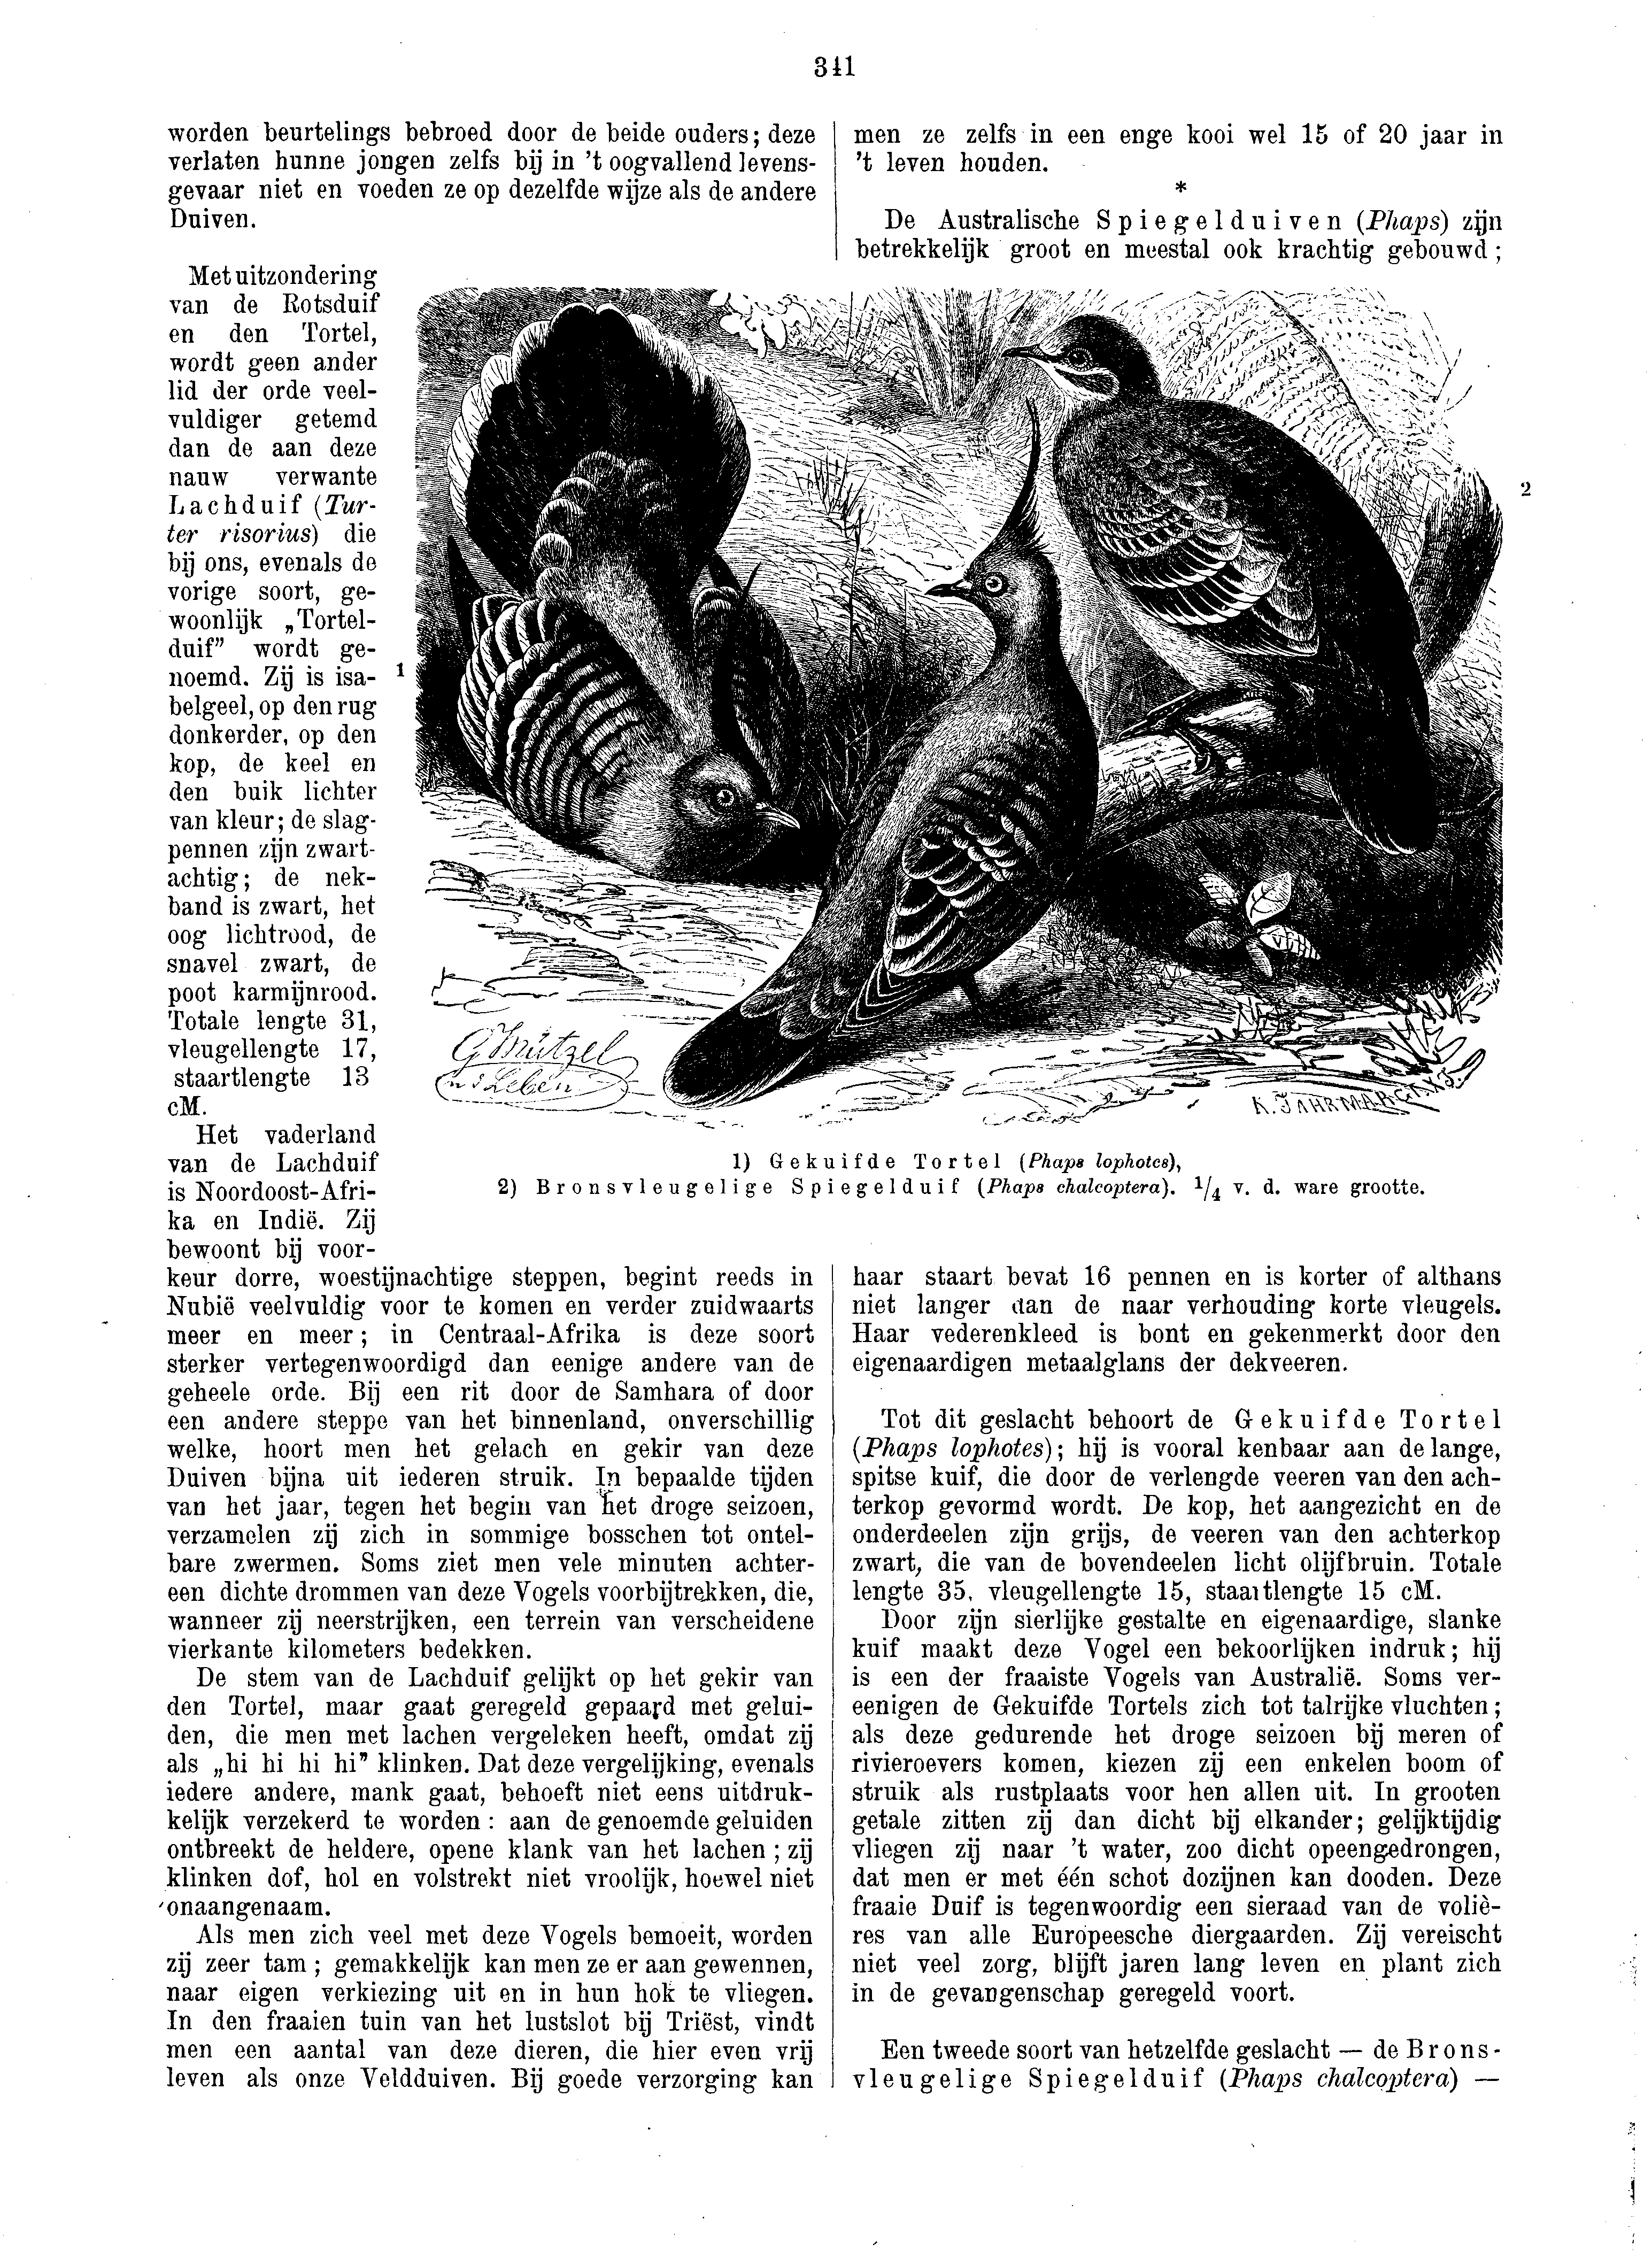 341
worden beurtelings bebroed door de beide ouders; deze
verlaten hunne jongen zelfs bij in 't oogvallend levens-
gevaar niet en voeden ze op dezelfde wijze als de andere
Duiven.
Met uitzondering
van de Rotsduif
en den Tortel,
wordt geen ander
lid der orde veel-
vuldiger getemd
dan de aan deze
nauw verwante
Lachduif (Tur-
ter risorius) die
bij ons, evenals de
vorige soort, ge-
woonlijk „Tortel-
duif” wordt ge-
noemd. Zij is isa-
belgeel, op den rug
donkerder, op den
kop, de keel en
den buik lichter
van kleur; de slag-
pennen zijn zwart-
achtig; de nek-
band is zwart, het
oog lichtrood, de
snavel zwart, de
poot karmijnrood.
Totale lengte 31,
vleugellengte 17,
staartlengte 13
cM.
Het vaderland
van de Lachduif
is Noordoost-Afri-
ka en Indië. Zij
bewoont bij voor-
keur dorre, woestijnachtige steppen, begint reeds in
Nubië veelvuldig voor te komen en verder zuidwaarts
meer en meer; in Centraal-Afrika is deze soort
sterker vertegenwoordigd dan eenige andere van de
geheele orde. Bij een rit door de Samhara of door
een andere steppe van het binnenland, onverschillig
welke, hoort men het gelach en gekir van deze
Duiven bijna uit iederen struik. In bepaalde tijden
van het jaar, tegen het begin van het droge seizoen,
verzamelen zij zich in sommige bosschen tot ontel-
bare zwermen. Soms ziet men vele minuten achter-
een dichte drommen van deze Vogels voorbijtrekken, die,
wanneer zij neerstrijken, een terrein van verscheidene
vierkante kilometers bedekken.
De stem van de Lachduif gelijkt op het gekir van
den Tortel, maar gaat geregeld gepaard met gelui-
den, die men met lachen vergeleken heeft, omdat zij
als „hi hi hi hi” klinken. Dat deze vergelijking, evenals
iedere andere, mank gaat, behoeft niet eens uitdruk-
kelijk verzekerd te worden: aan de genoemde geluiden
ontbreekt de heldere, opene klank van het lachen; zij
klinken dof, hol en volstrekt niet vroolijk, hoewel niet
onaangenaam.
Als men zich veel met deze Vogels bemoeit, worden
zij zeer tam; gemakkelijk kan men ze er aan gewennen,
naar eigen verkiezing uit en in hun hok te vliegen.
In den fraaien tuin van het lustslot bij Triëst, vindt
men een aantal van deze dieren, die hier even vrij
leven als onze Veldduiven. Bij goede verzorging kan
men ze zelfs in een enge kooi wel 15 of 20 jaar in
't leven houden.
*
De Australische Spiegelduiven (Phaps) zijn
betrekkelijk groot en meestal ook krachtig gebouwd;
1
2
G Mützel
n. d. Leben
K. JAHRMARGT X.I.
1) Gekuifde Tortel (Phaps lophotes),
2) Bronsvleugelige Spiegelduif (Phaps chalcoptera). 1/4 v. d. ware grootte.
haar staart bevat 16 pennen en is korter of althans
niet langer dan de naar verhouding korte vleugels.
Haar vederenkleed is bont en gekenmerkt door den
eigenaardigen metaalglans der dekveeren.
Tot dit geslacht behoort de Gekuifde Tortel
(Phaps lophotes); hij is vooral kenbaar aan de lange,
spitse kuif, die door de verlengde veeren van den ach-
terkop gevormd wordt. De kop, het aangezicht en de
onderdeelen zijn grijs, de veeren van den achterkop
zwart, die van de bovendeelen licht olijfbruin. Totale
lengte 35, vleugellengte 15, staartlengte 15 cM.
Door zijn sierlijke gestalte en eigenaardige, slanke
kuif maakt deze Vogel een bekoorlijken indruk; hij
is een der fraaiste Vogels van Australië. Soms ver-
eenigen de Gekuifde Tortels zich tot talrijke vluchten;
als deze gedurende het droge seizoen bij meren of
rivieroevers komen, kiezen zij een enkelen boom of
struik als rustplaats voor hen allen uit. In grooten
getale zitten zij dan dicht bij elkander; gelijktijdig
vliegen zij naar 't water, zoo dicht opeengedrongen,
dat men er met één schot dozijnen kan dooden. Deze
fraaie Duif is tegenwoordig een sieraad van de voliè-
res van alle Europeesche diergaarden. Zij vereischt
niet veel zorg, blijft jaren lang leven en plant zich
in de gevangenschap geregeld voort.
Een tweede soort van hetzelfde geslacht — de Brons-
vleugelige Spiegelduif (Phaps chalcoptera) —